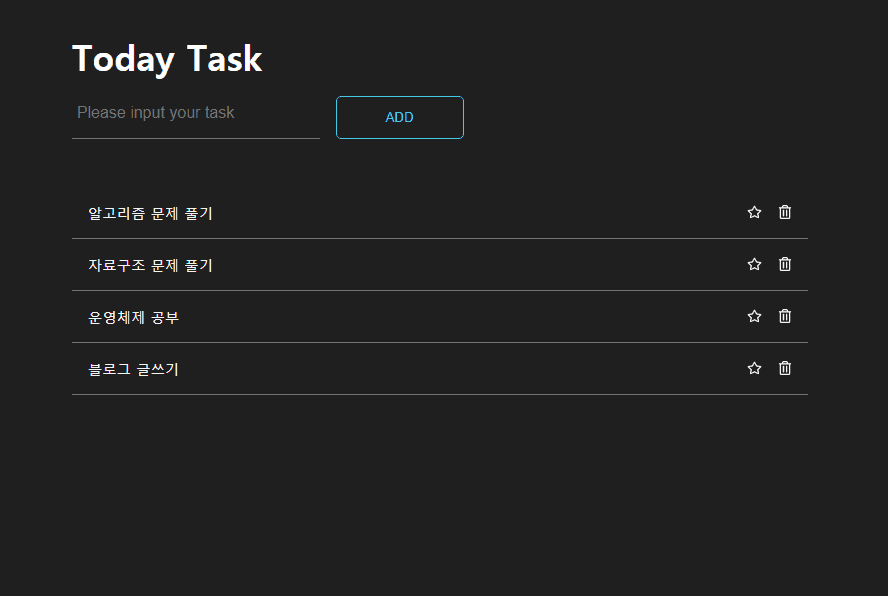 Today Task
Please input your task
ADD
알고리즘 문제 풀기
자료구조 문제 풀기
운영체제 공부
블로그 글쓰기